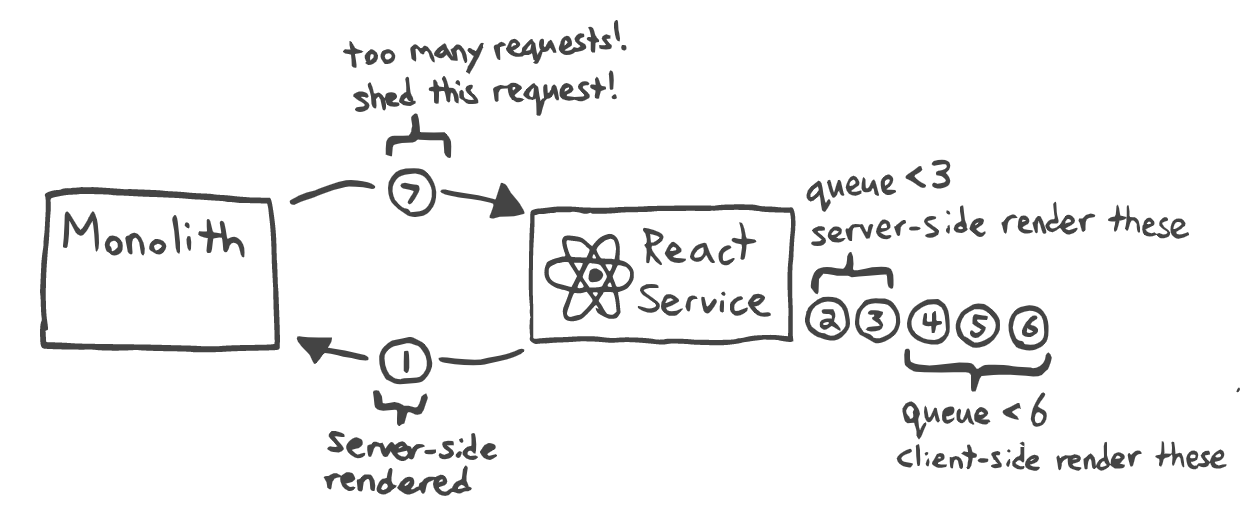 too many requests!
shed this request!
7
Monolith
React
Service
queue <3
server-side render these
2 3 4 5 6
1
server-side
rendered
queue < 6
client-side render these